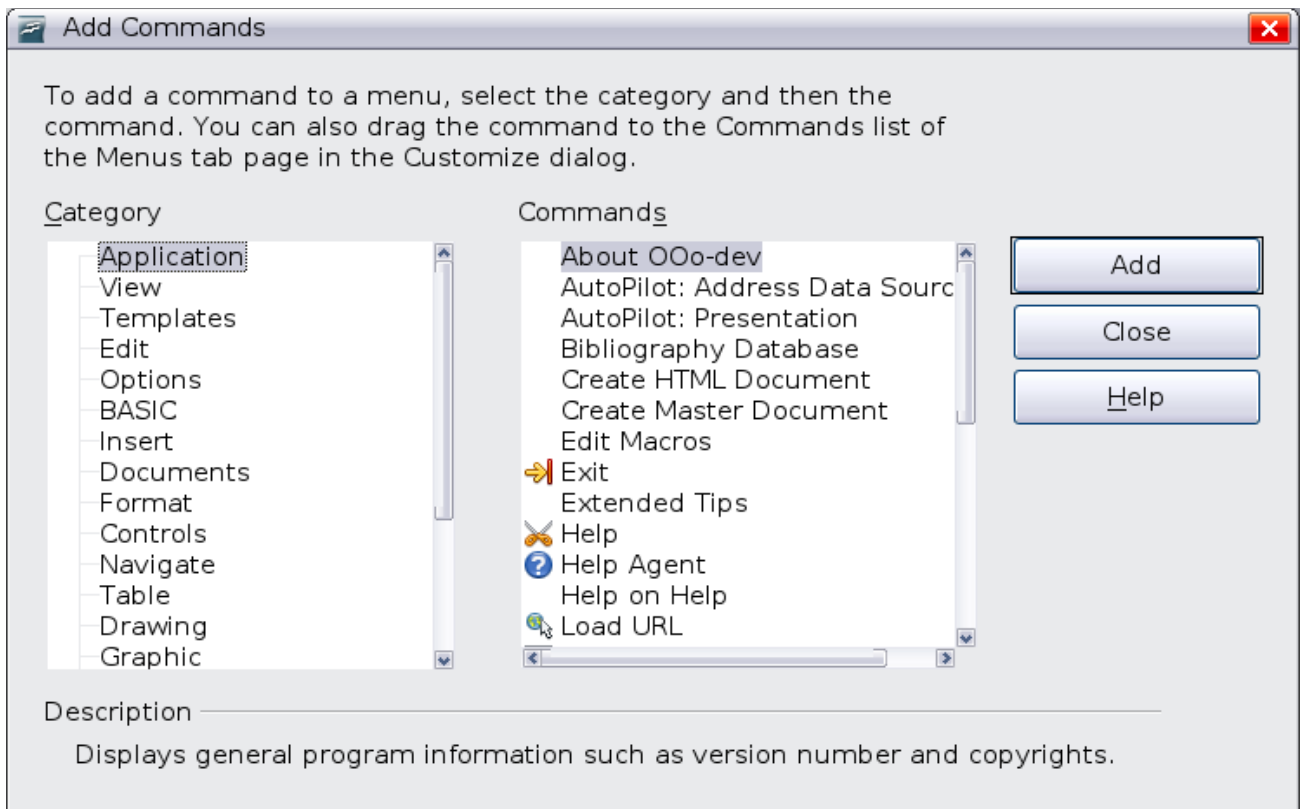 Add Commands
To add a command to a menu, select the category and then the
command. You can also drag the command to the Commands list of
the Menus tab page in the Customize dialog.
Category
Application
View
Templates
Edit
Options
BASIC
Insert
Documents
Format
Controls
Navigate
Table
Drawing
Graphic
Commands
About OOo-dev
AutoPilot: Address Data Sourc
AutoPilot: Presentation
Bibliography Database
Create HTML Document
Create Master Document
Edit Macros
Exit
Extended Tips
Help
Help Agent
Help on Help
Load URL
Add
Close
Help
Description
Displays general program information such as version number and copyrights.